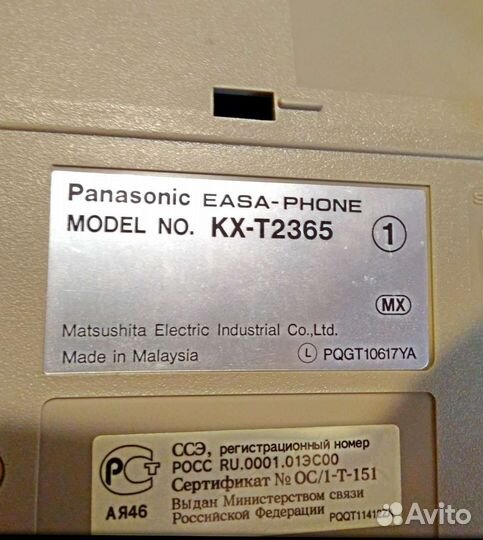 Panasonic EASA-PHONE
MODEL NO. KX-T2365 1
MX
Matsushita Electric Industrial Co.,Ltd.
Made in Malaysia L PQGT10617YA
ССЭ, регистрационный номер
РОСС RU.0001.01ЭС00
Сертификат № ОС/1-Т-151
Выдан Министерством связи
Российской Федерации
АЯ46
Avito